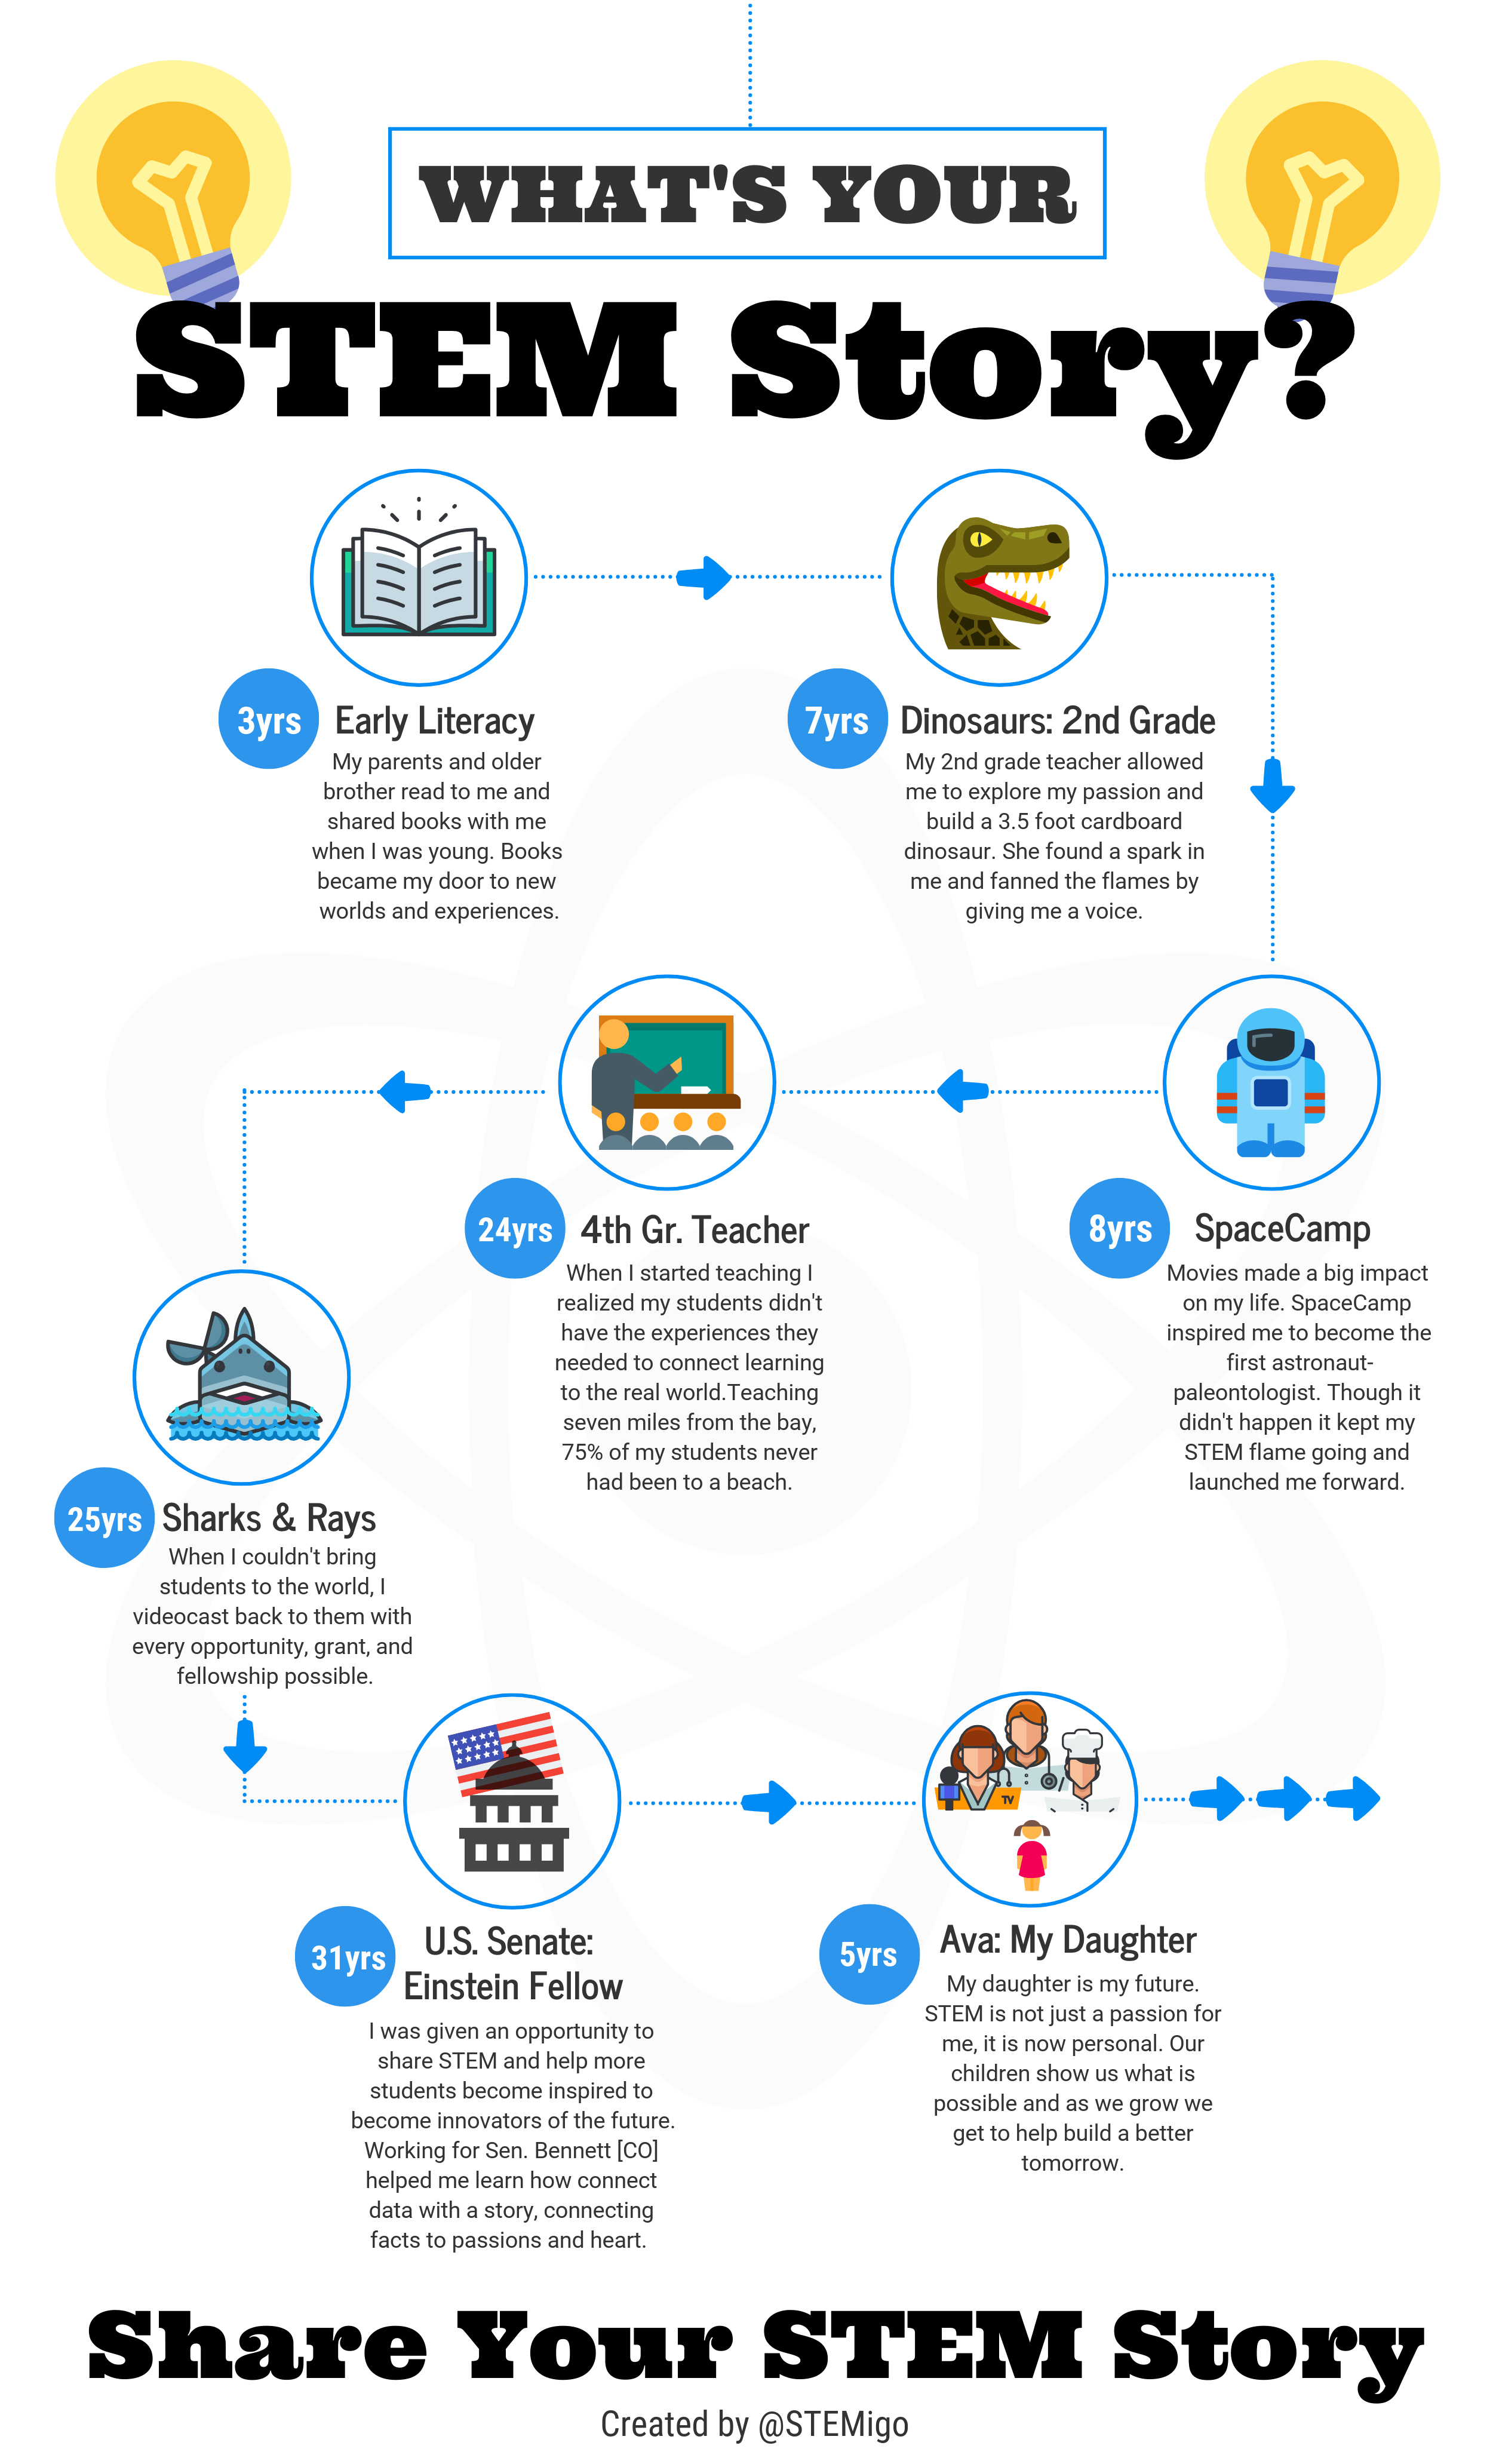 WHAT'S YOUR
STEM Story?
3yrs
Early Literacy
My parents and older
brother read to me and
shared books with me
when I was young. Books
became my door to new
worlds and experiences.
7yrs
Dinosaurs: 2nd Grade
My 2nd grade teacher allowed
me to explore my passion and
build a 3.5 foot cardboard
dinosaur. She found a spark in
me and fanned the flames by
giving me a voice.
8yrs
SpaceCamp
Movies made a big impact
on my life. SpaceCamp
inspired me to become the
first astronaut-
paleontologist. Though it
didn't happen it kept my
STEM flame going and
launched me forward.
24yrs
4th Gr. Teacher
When I started teaching I
realized my students didn't
have the experiences they
needed to connect learning
to the real world.Teaching
seven miles from the bay,
75% of my students never
had been to a beach.
25yrs
Sharks & Rays
When I couldn't bring
students to the world, I
videocast back to them with
every opportunity, grant, and
fellowship possible.
31yrs
U.S. Senate:
Einstein Fellow
I was given an opportunity to
share STEM and help more
students become inspired to
become innovators of the future.
Working for Sen. Bennett [CO]
helped me learn how connect
data with a story, connecting
facts to passions and heart.
TV
5yrs
Ava: My Daughter
My daughter is my future.
STEM is not just a passion for
me, it is now personal. Our
children show us what is
possible and as we grow we
get to help build a better
tomorrow.
Share Your STEM Story
Created by @STEMigo